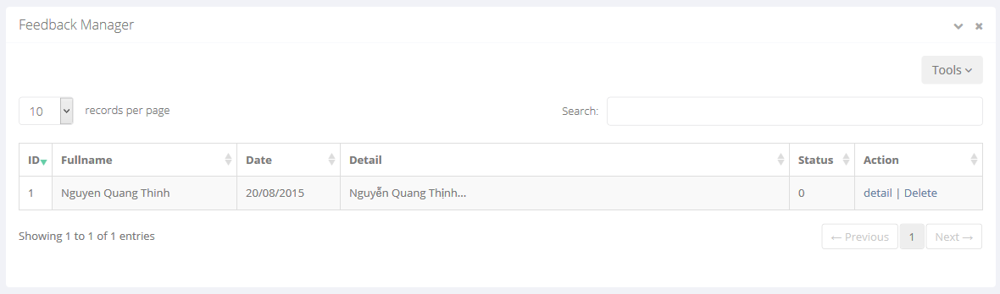 Feedback Manager
Tools
10 records per page Search:
ID Fullname Date Detail Status Action
1 Nguyen Quang Thinh 20/08/2015 Nguyễn Quang Thịnh... 0 detail | Delete
Showing 1 to 1 of 1 entries ← Previous 1 Next →